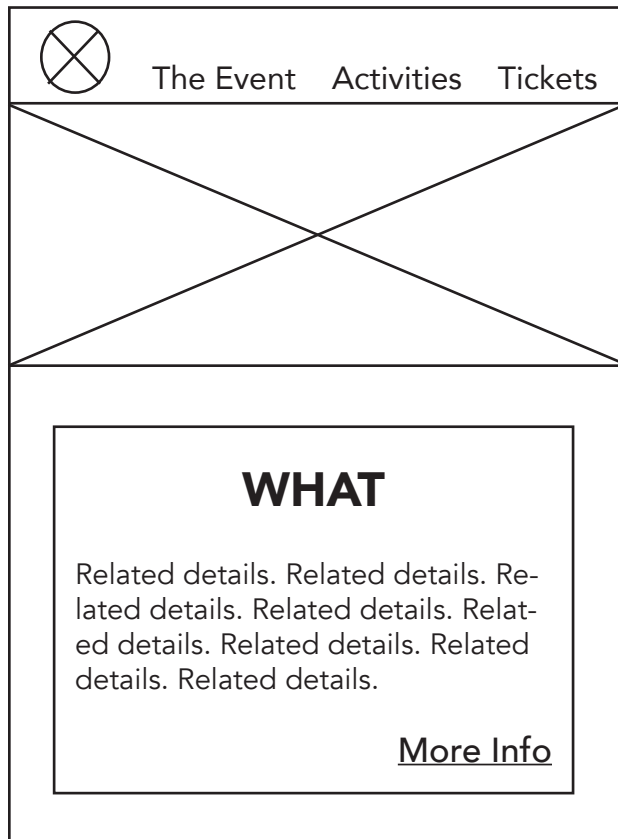 The Event Activities Tickets
WHAT
Related details. Related details. Re-
lated details. Related details. Relat-
ed details. Related details. Related
details. Related details.
More Info